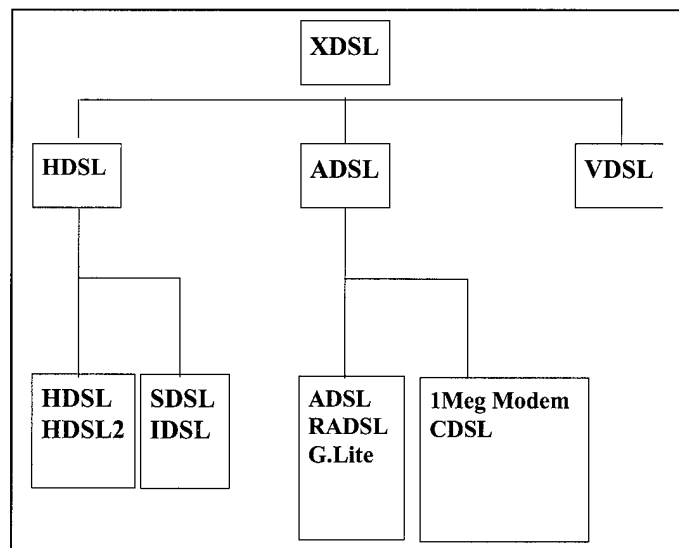 XDSL
HDSL
ADSL
VDSL
HDSL
HDSL2
SDSL
IDSL
ADSL
RADSL
G.Lite
1Meg Modem
CDSL